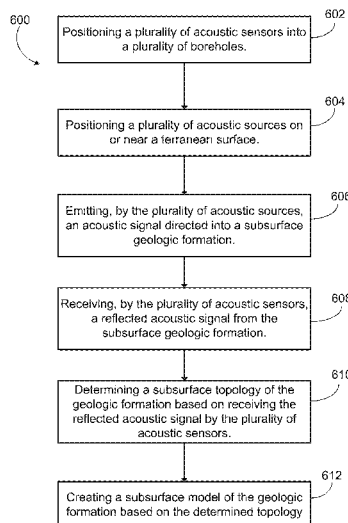 600
602
Positioning a plurality of acoustic sensors into
a plurality of boreholes.
604
Positioning a plurality of acoustic sources on
or near a terranean surface.
606
Emitting, by the plurality of acoustic sources,
an acoustic signal directed into a subsurface
geologic formation.
608
Receiving, by the plurality of acoustic sensors,
a reflected acoustic signal from the
subsurface geologic formation.
610
Determining a subsurface topology of the
geologic formation based on receiving the
reflected acoustic signal by the plurality of
acoustic sensors.
612
Creating a subsurface model of the geologic
formation based on the determined topology